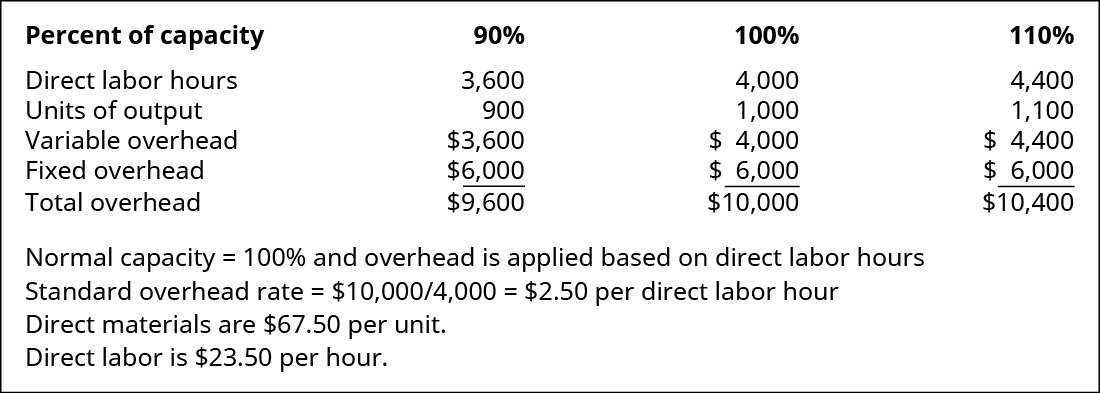 Percent of capacity 90% 100% 110%
Direct labor hours 3,600 4,000 4,400
Units of output 900 1,000 1,100
Variable overhead $3,600 $ 4,000 $ 4,400
Fixed overhead $6,000 $ 6,000 $ 6,000
Total overhead $9,600 $10,000 $10,400
Normal capacity = 100% and overhead is applied based on direct labor hours
Standard overhead rate = $10,000/4,000 = $2.50 per direct labor hour
Direct materials are $67.50 per unit.
Direct labor is $23.50 per hour.